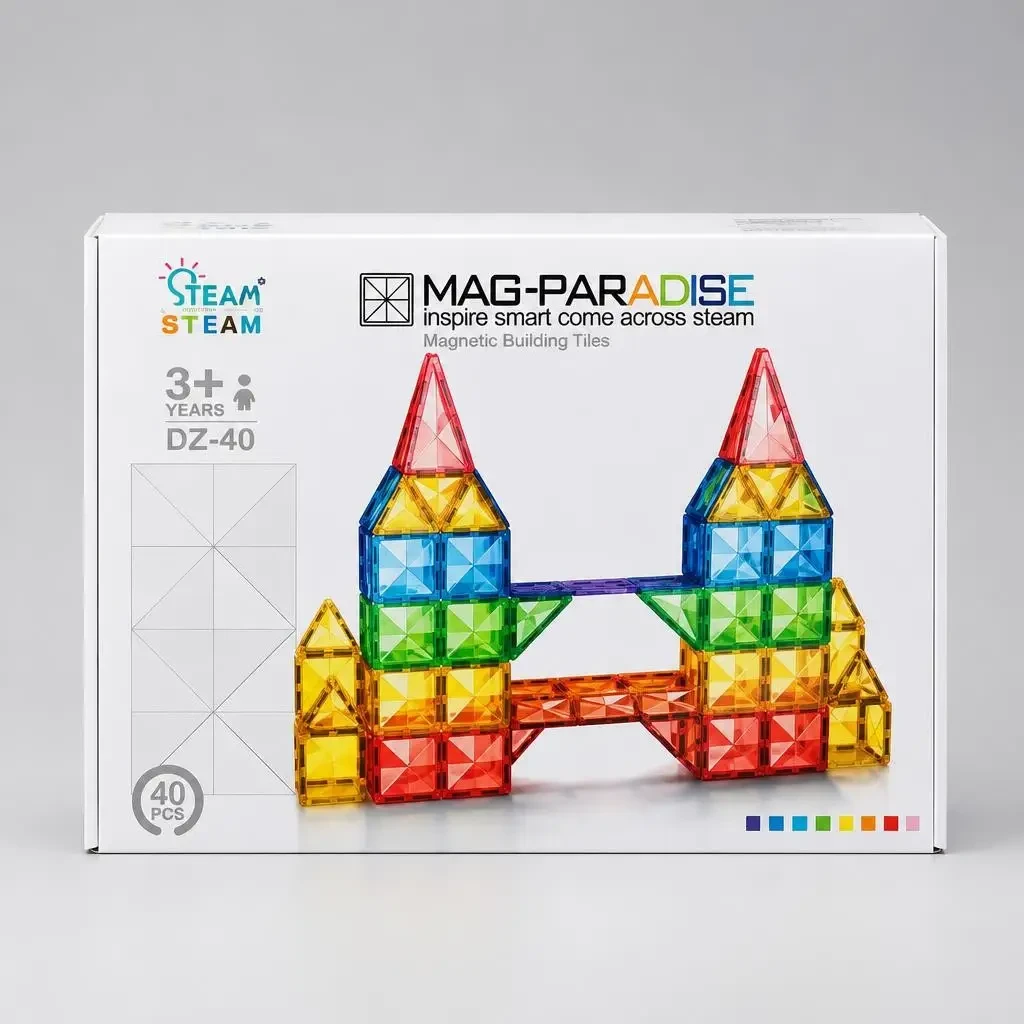 STEAM
STEAM
3+
YEARS
DZ-40
MAG-PARADISE
inspire smart come across steam
Magnetic Building Tiles
40
PCS